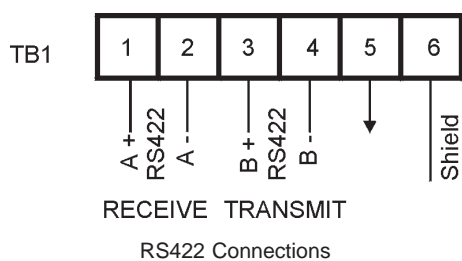 TB1
1 2 3 4 5 6
A + RS422 A - B + RS422 B - Shield
RECEIVE TRANSMIT
RS422 Connections